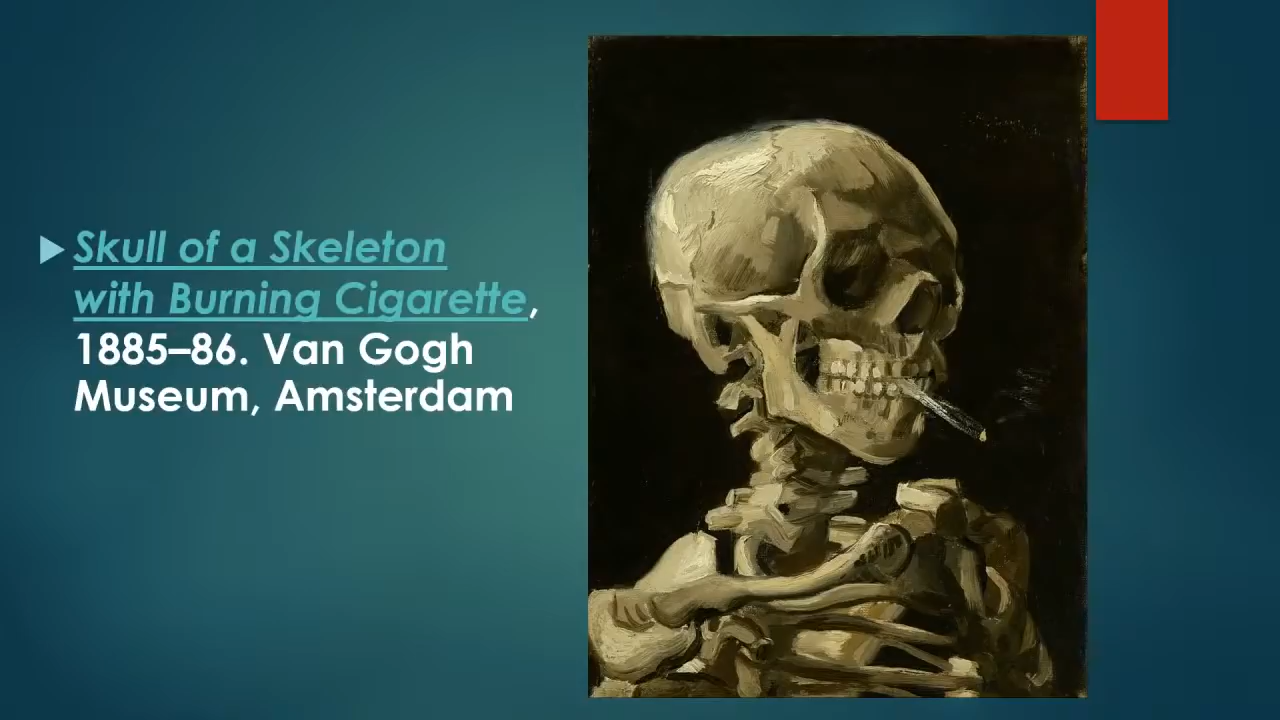 Skull of a Skeleton
with Burning Cigarette,
1885–86. Van Gogh
Museum, Amsterdam